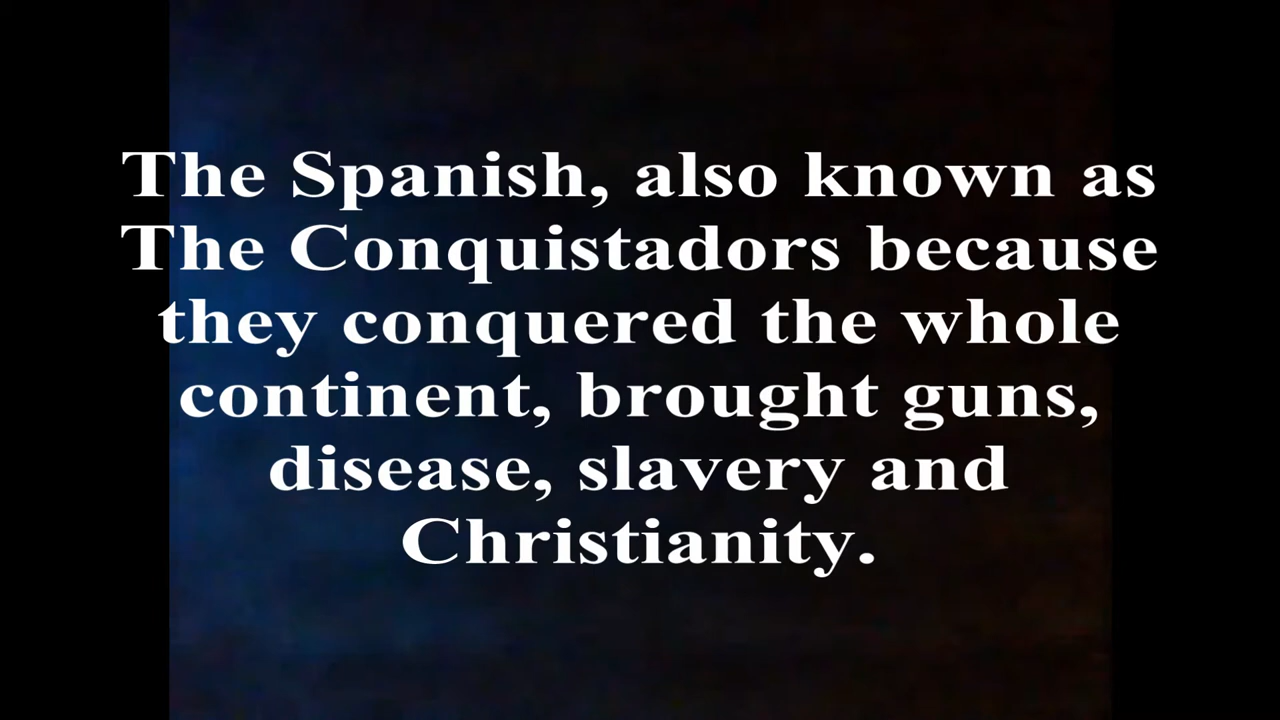 The Spanish, also known as
The Conquistadors because
they conquered the whole
continent, brought guns,
disease, slavery and
Christianity.